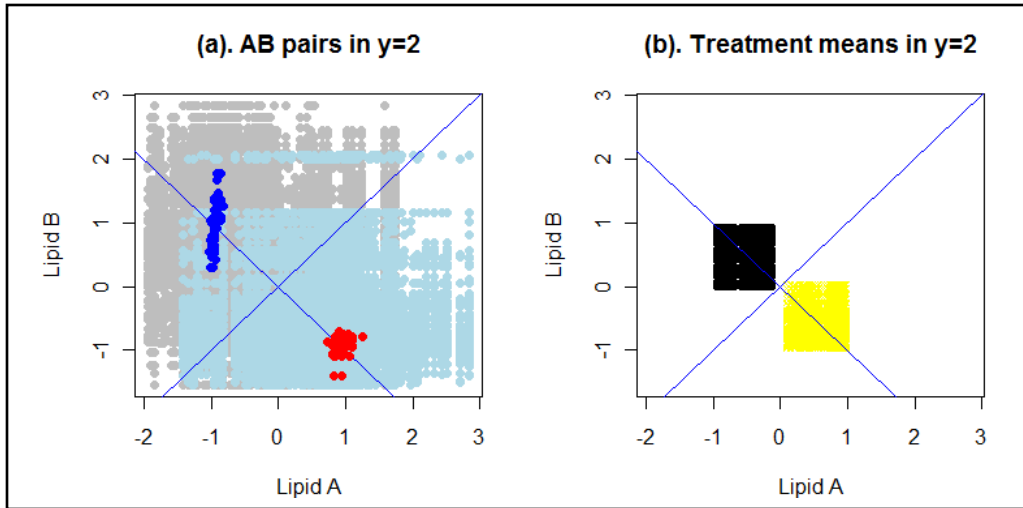 (a). AB pairs in y=2
Lipid B
3
2
1
0
-1
-2 -1 0 1 2 3
Lipid A
(b). Treatment means in y=2
Lipid B
3
2
1
0
-1
-2 -1 0 1 2 3
Lipid A